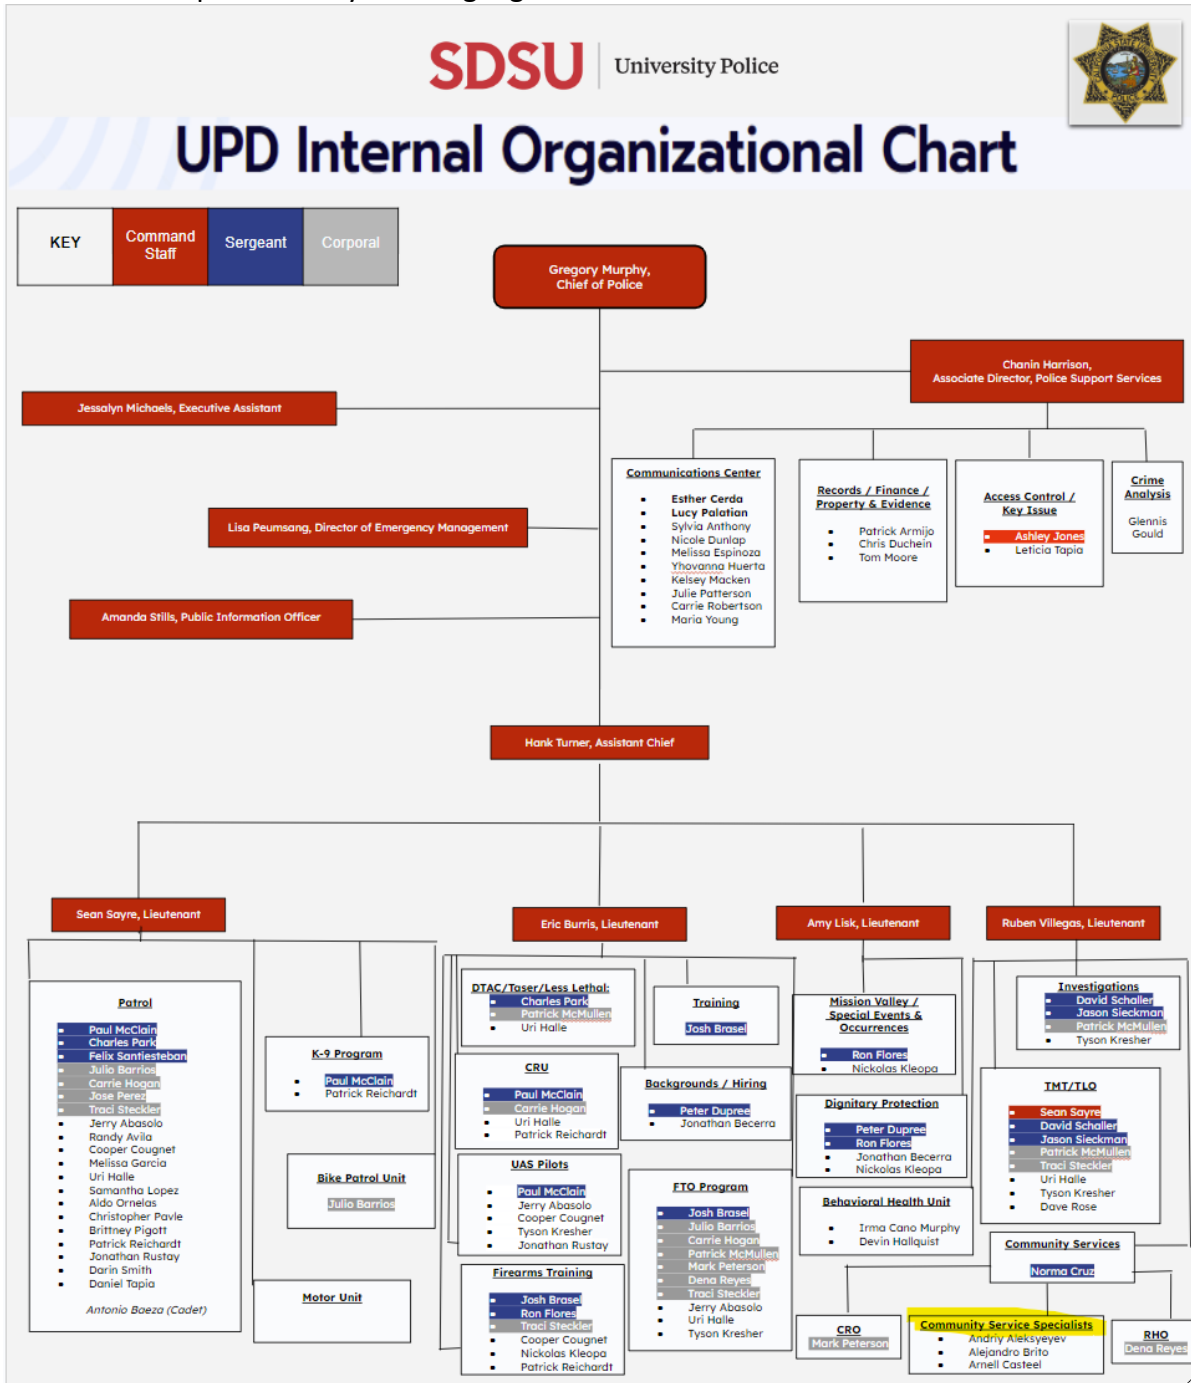 SDSU University Police
UPD Internal Organizational Chart
KEY
Command
Staff
Sergeant
Corporal
Gregory Murphy,
Chief of Police
Chanin Harrison,
Associate Director, Police Support Services
Jessalyn Michaels, Executive Assistant
Lisa Peumsang, Director of Emergency Management
Amanda Stills, Public Information Officer
Communications Center
Esther Cerda
Lucy Palatian
Sylvia Anthony
Nicole Dunlap
Melissa Espinoza
Yhovanna Huerta
Kelsey Macken
Julie Patterson
Carrie Robertson
Maria Young
Records / Finance /
Property & Evidence
Patrick Armijo
Chris Duchein
Tom Moore
Access Control /
Key Issue
Ashley Jones
Leticia Tapia
Crime
Analysis
Glennis
Gould
Hank Turner, Assistant Chief
Sean Sayre, Lieutenant
Eric Burris, Lieutenant
Amy Lisk, Lieutenant
Ruben Villegas, Lieutenant
Patrol
Paul McClain
Charles Park
Felix Santiesteban
Julio Barrios
Carrie Hogan
Jose Perez
Traci Steckler
Jerry Abasolo
Randy Avila
Cooper Cougnet
Melissa Garcia
Uri Halle
Samantha Lopez
Aldo Ornelas
Christopher Pavle
Brittney Pigott
Patrick Reichardt
Jonathan Rustay
Darin Smith
Daniel Tapia
Antonio Baeza (Cadet)
K-9 Program
Paul McClain
Patrick Reichardt
Bike Patrol Unit
Julio Barrios
Motor Unit
DTAC/Taser/Less Lethal:
Charles Park
Patrick McMullen
Uri Halle
CRU
Paul McClain
Carrie Hogan
Uri Halle
Patrick Reichardt
UAS Pilots
Paul McClain
Jerry Abasolo
Cooper Cougnet
Tyson Kresher
Jonathan Rustay
Firearms Training
Josh Brasel
Ron Flores
Traci Steckler
Cooper Cougnet
Nickolas Kleopa
Patrick Reichardt
Training
Josh Brasel
Backgrounds / Hiring
Peter Dupree
Jonathan Becerra
FTO Program
Josh Brasel
Julio Barrios
Carrie Hogan
Patrick McMullen
Mark Peterson
Dena Reyes
Traci Steckler
Jerry Abasolo
Uri Halle
Tyson Kresher
Mission Valley /
Special Events &
Occurrences
Ron Flores
Nickolas Kleopa
Dignitary Protection
Peter Dupree
Ron Flores
Jonathan Becerra
Nickolas Kleopa
Behavioral Health Unit
Irma Cano Murphy
Devin Hallquist
Investigations
David Schaller
Jason Sieckman
Patrick McMullen
Tyson Kresher
TMT/TLO
Sean Sayre
David Schaller
Jason Sieckman
Patrick McMullen
Traci Steckler
Uri Halle
Tyson Kresher
Dave Rose
Community Services
Norma Cruz
CRO
Mark Peterson
Community Service Specialists
Andriy Aleksyeyev
Alejandro Brito
Arnell Casteel
RHO
Dena Reyes